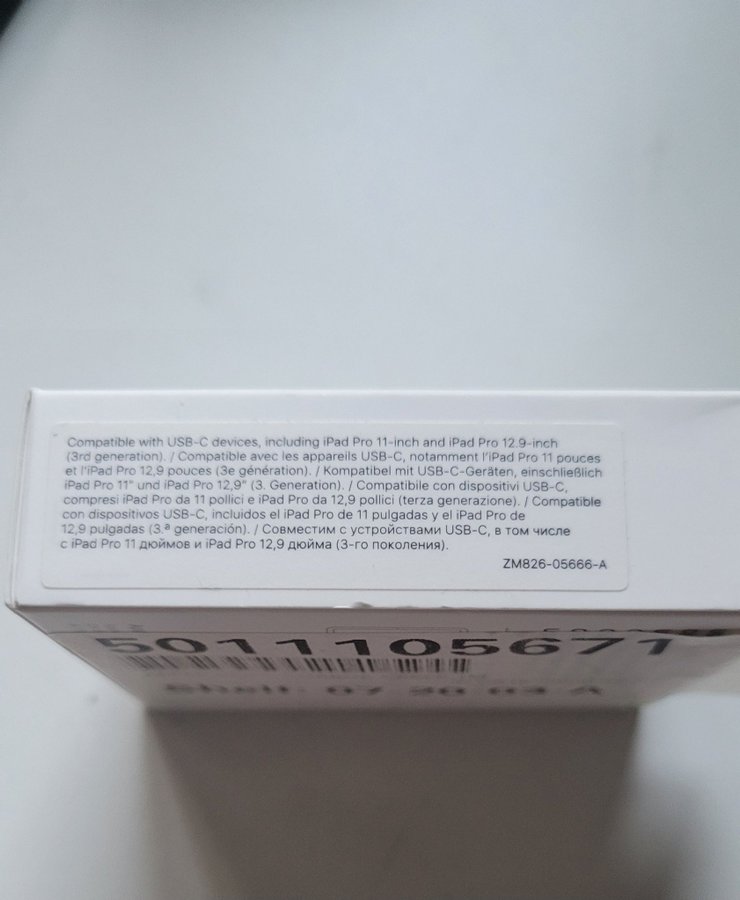 Compatible with USB-C devices, including iPad Pro 11-inch and iPad Pro 12.9-inch
(3rd generation). / Compatible avec les appareils USB-C, notamment l'iPad Pro 11 pouces
et l'iPad Pro 12,9 pouces (3e génération). / Kompatibel mit USB-C-Geräten, einschließlich
iPad Pro 11" und iPad Pro 12,9" (3. Generation). / Compatibile con dispositivi USB-C,
compresi iPad Pro da 11 pollici e iPad Pro da 12,9 pollici (terza generazione). / Compatible
con dispositivos USB-C, incluidos el iPad Pro de 11 pulgadas y el iPad Pro de
12,9 pulgadas (3.ª generación). / Совместим с устройствами USB-C, в том числе
с iPad Pro 11 дюймов и iPad Pro 12,9 дюйма (3-го поколения).
ZM826-05666-A
5011105671
Shelf: